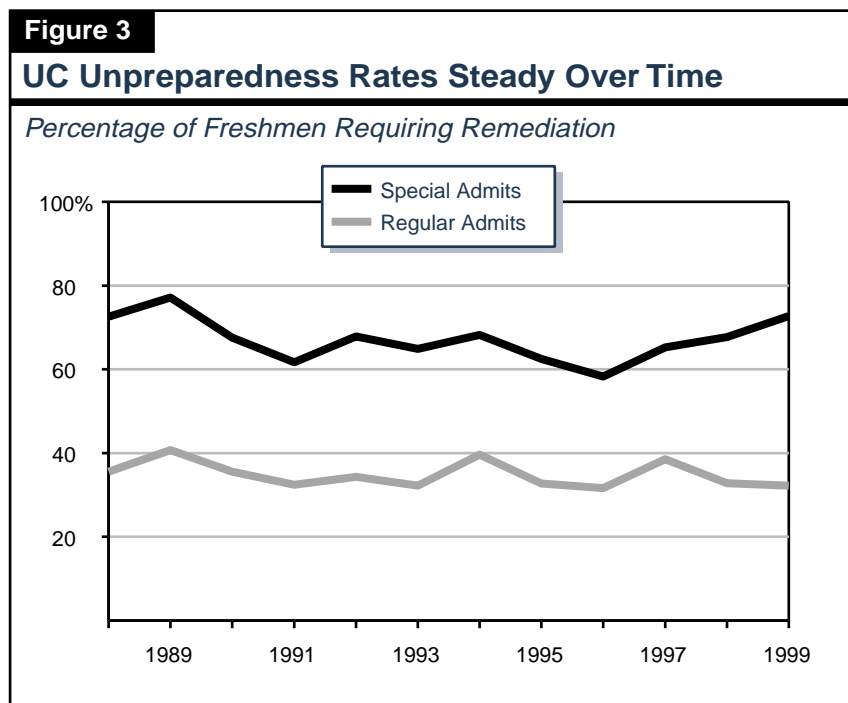 Figure 3
UC Unpreparedness Rates Steady Over Time
Percentage of Freshmen Requiring Remediation
Special Admits
Regular Admits
100%
80
60
40
20
1989 1991 1993 1995 1997 1999